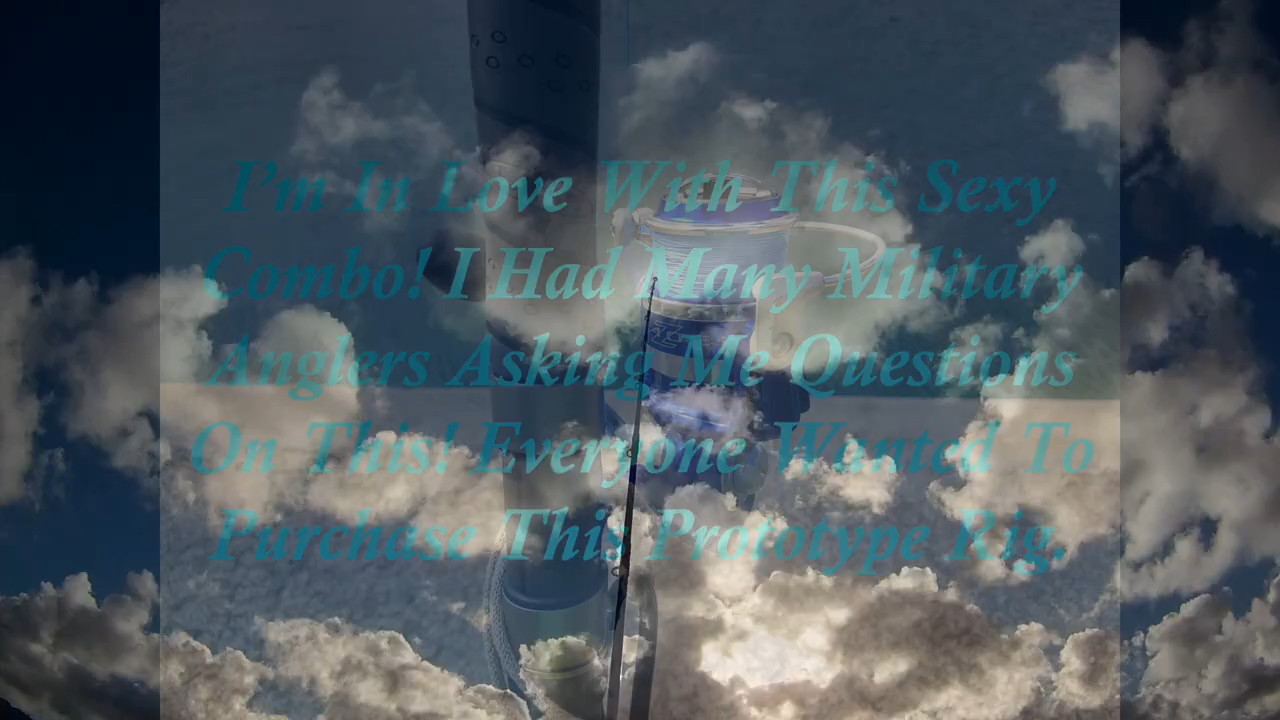 I’m In Love With This Sexy
Combo! I Had Many Military
Anglers Asking Me Questions
On This! Everyone Wanted To
Purchase This Prototype Rig.